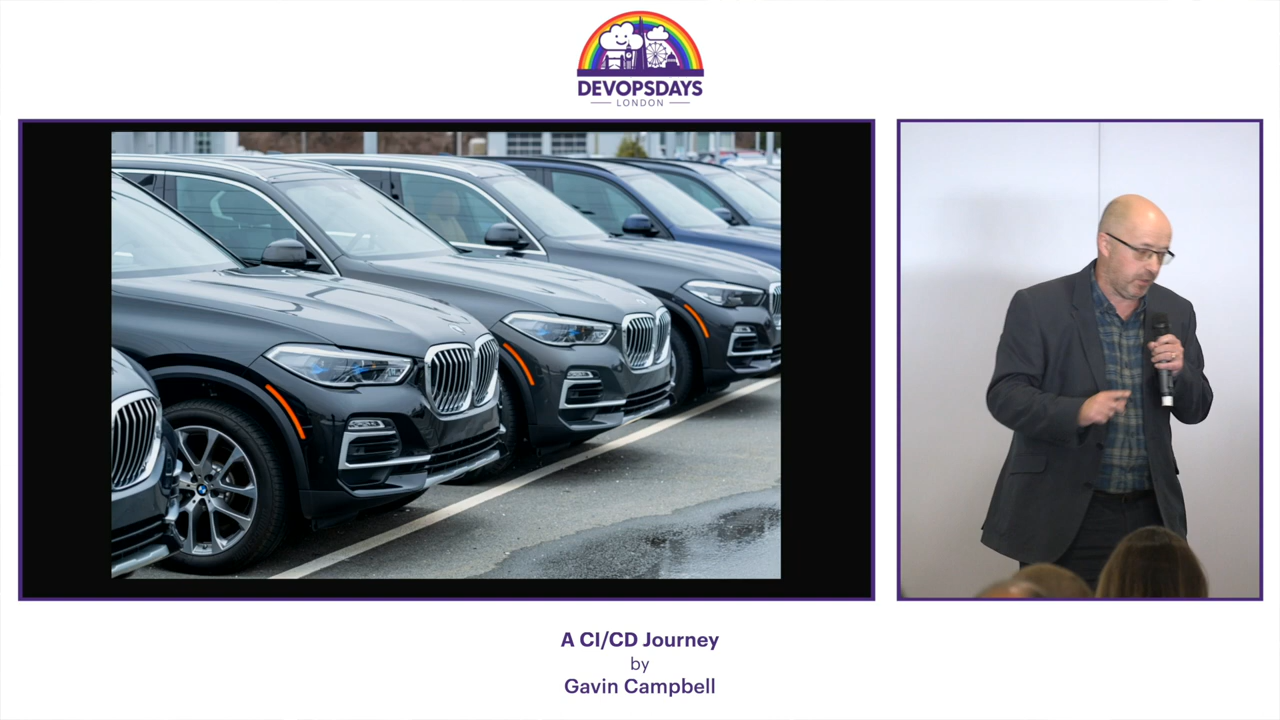 DEVOPSDAYS
LONDON
A CI/CD Journey
by
Gavin Campbell